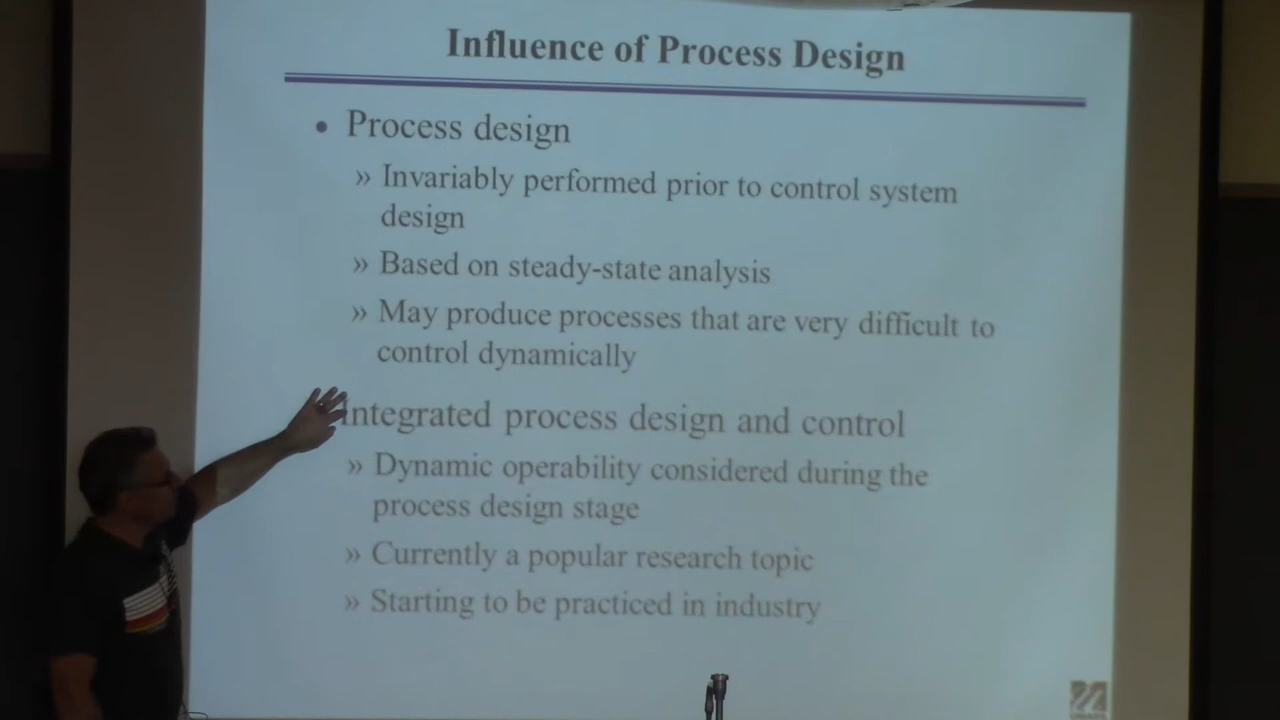 Influence of Process Design
• Process design
» Invariably performed prior to control system
design
» Based on steady-state analysis
» May produce processes that are very difficult to
control dynamically
Integrated process design and control
» Dynamic operability considered during the
process design stage
» Currently a popular research topic
» Starting to be practiced in industry